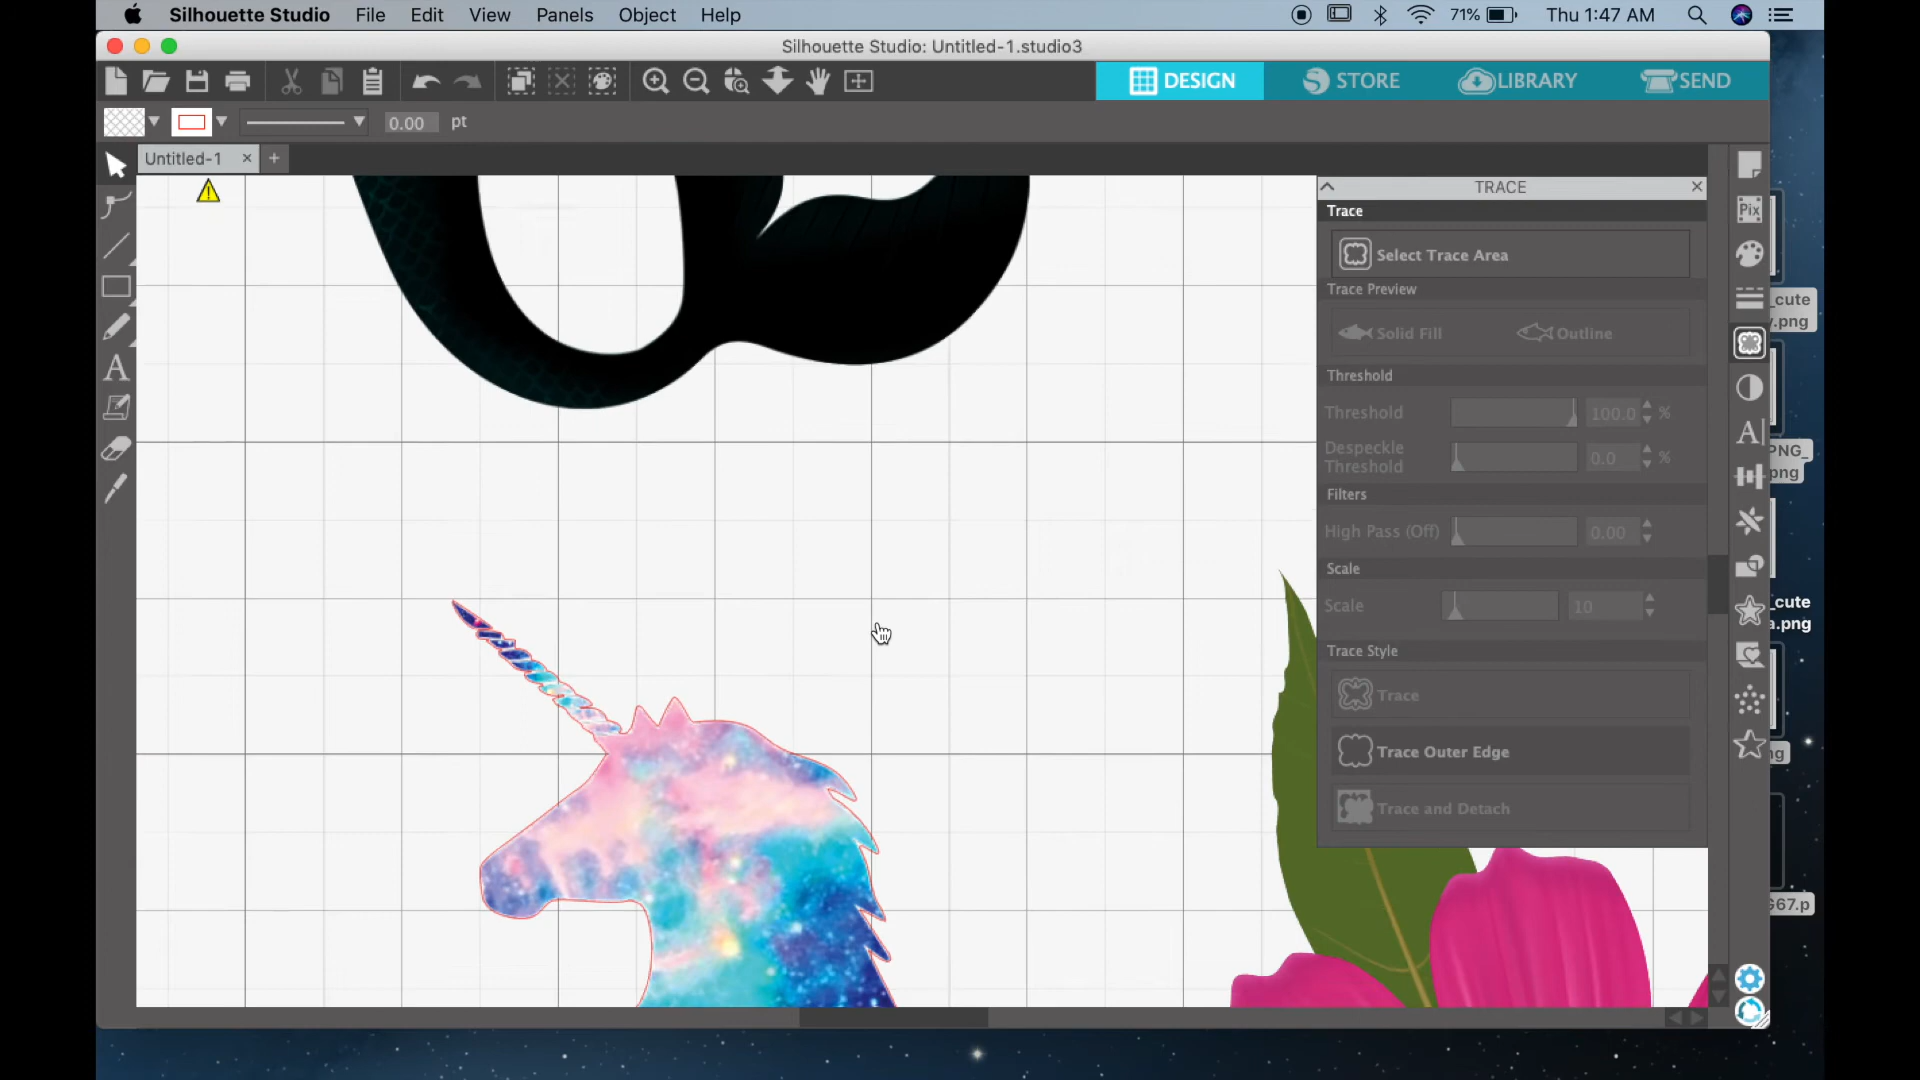 Silhouette Studio File Edit View Panels Object Help 71% Thu 1:47 AM
Silhouette Studio: Untitled-1.studio3
DESIGN STORE LIBRARY SEND
0.00 pt
Untitled-1 × +
TRACE
Trace
Select Trace Area
Trace Preview
Solid Fill Outline
Threshold
Threshold 100.0 %
Despeckle
Threshold 0.0 %
Filters
High Pass (Off) 0.00
Scale
Scale 10
Trace Style
Trace
Trace Outer Edge
Trace and Detach
Pix
A
A
_cute
y.png
PNG_
png
_cute
a.png
ng
G67.p